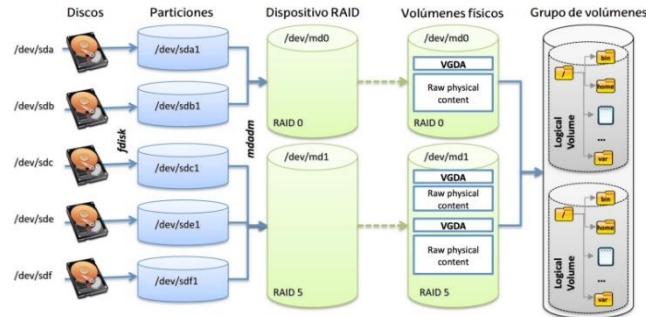 Discos
Particiones
Dispositivo RAID
Volúmenes físicos
Grupo de volúmenes
/dev/sda
/dev/sda1
/dev/sdb
/dev/sdb1
/dev/sdc
/dev/sdc1
/dev/sde
/dev/sde1
/dev/sdf
/dev/sdf1
fdisk
mdadm
/dev/md0
RAID 0
/dev/md1
RAID 5
/dev/md0
VGDA
Raw physical
content
RAID 0
/dev/md1
VGDA
Raw physical
content
VGDA
Raw physical
content
RAID 5
Logical
Volume
/
bin
home
...
var
Logical
Volume
/
bin
home
...
var